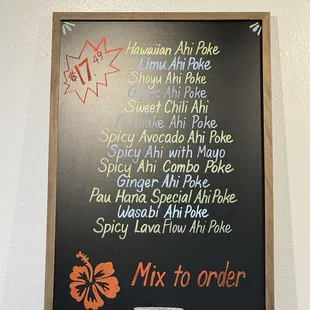 Hawaiian Ahi Poke
$17.49
Limu Ahi Poke
Shoyu Ahi Poke
Ahi Poke
Sweet Chili Ahi
Ahi Poke
Spicy Avocado Ahi Poke
Spicy Ahi with Mayo
Spicy Ahi Combo Poke
Ginger Ahi Poke
Pau Hana Special Ahi Poke
Wasabi Ahi Poke
Spicy Lava Flow Ahi Poke
Mix to order